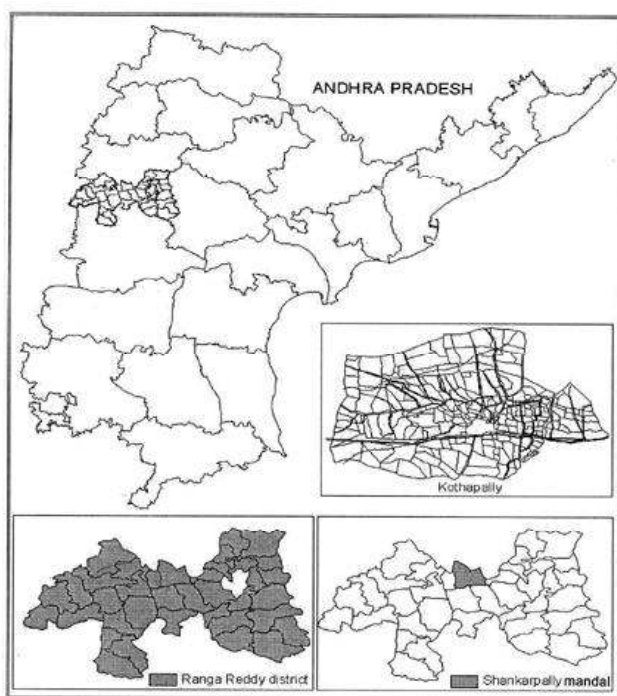 ANDHRA PRADESH
Kothapally
Ranga Reddy district
Shankarpally mandal